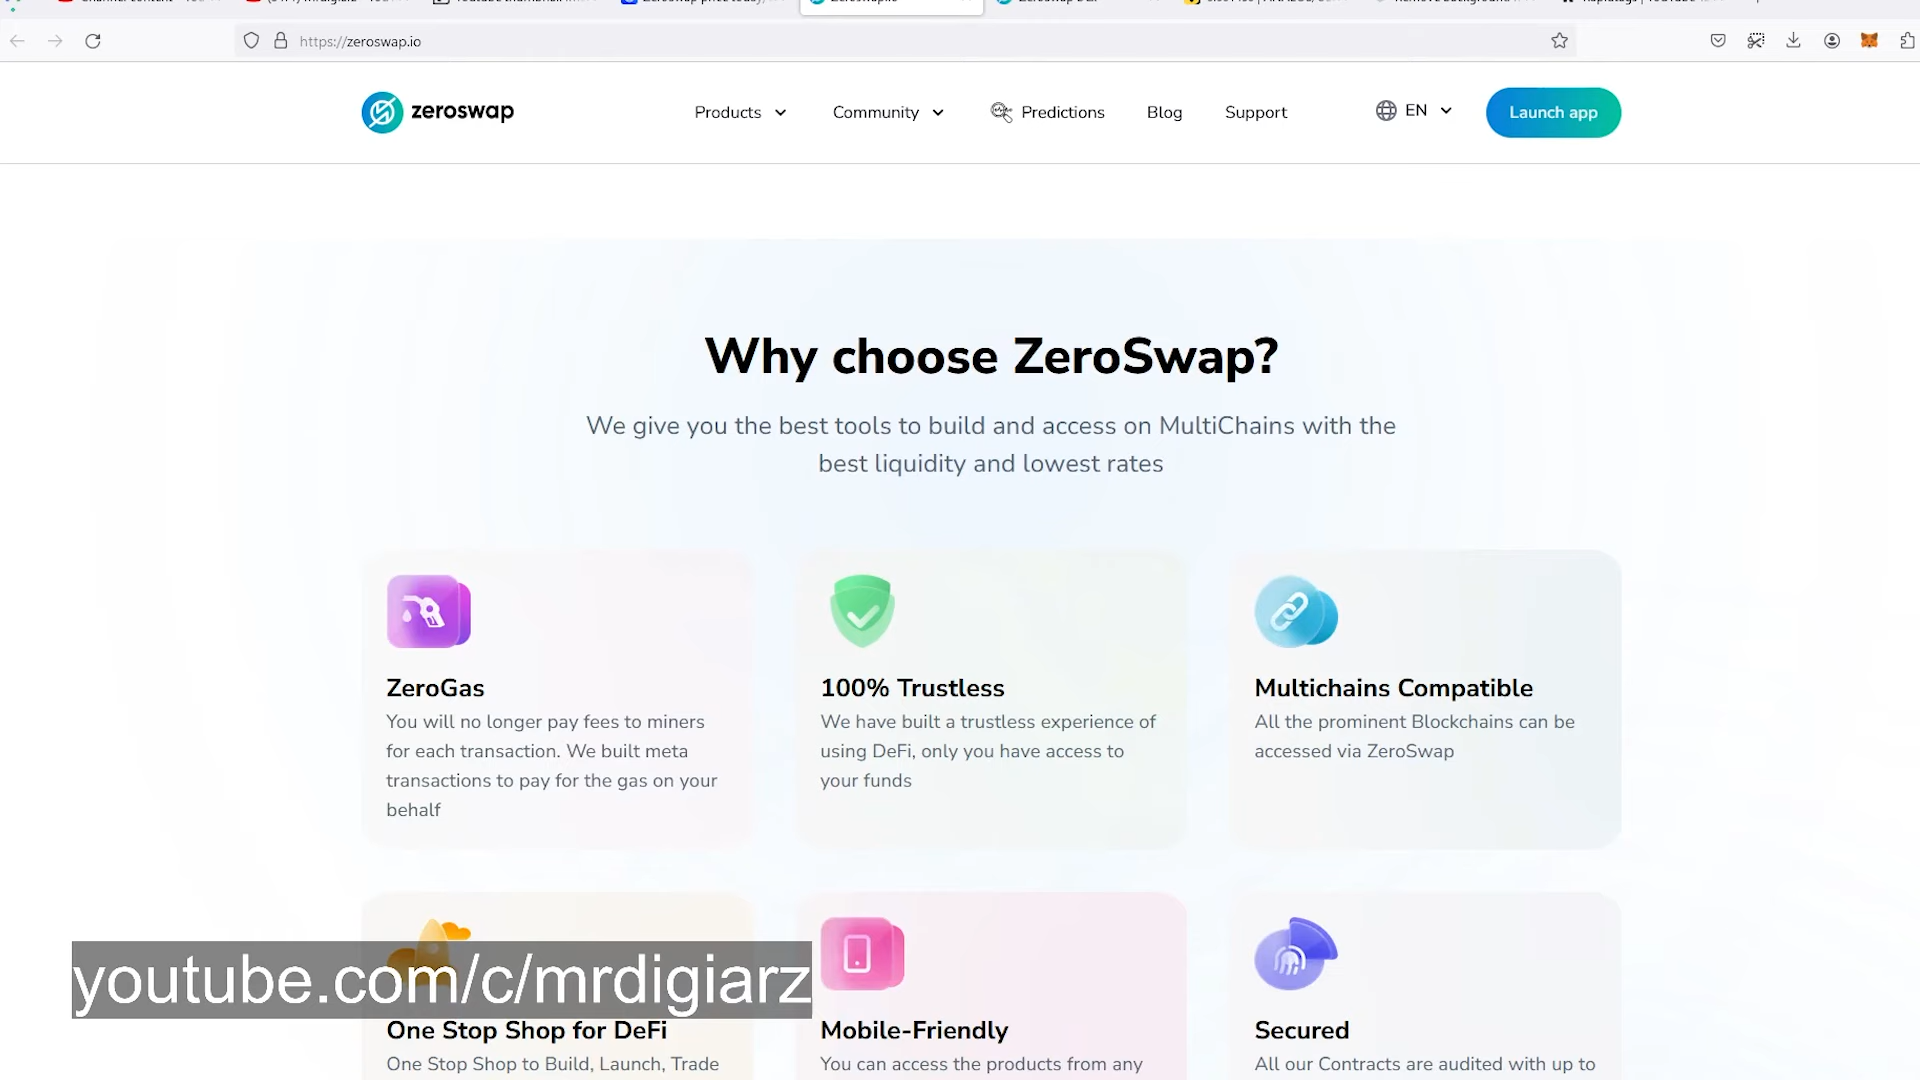 https://zeroswap.io
zeroswap
Products
Community
Predictions
Blog
Support
EN
Launch app
Why choose ZeroSwap?
We give you the best tools to build and access on MultiChains with the
best liquidity and lowest rates
ZeroGas
You will no longer pay fees to miners
for each transaction. We built meta
transactions to pay for the gas on your
behalf
100% Trustless
We have built a trustless experience of
using DeFi, only you have access to
your funds
Multichains Compatible
All the prominent Blockchains can be
accessed via ZeroSwap
youtube.com/c/mrdigiarz
One Stop Shop for DeFi
One Stop Shop to Build, Launch, Trade
Mobile-Friendly
You can access the products from any
Secured
All our Contracts are audited with up to